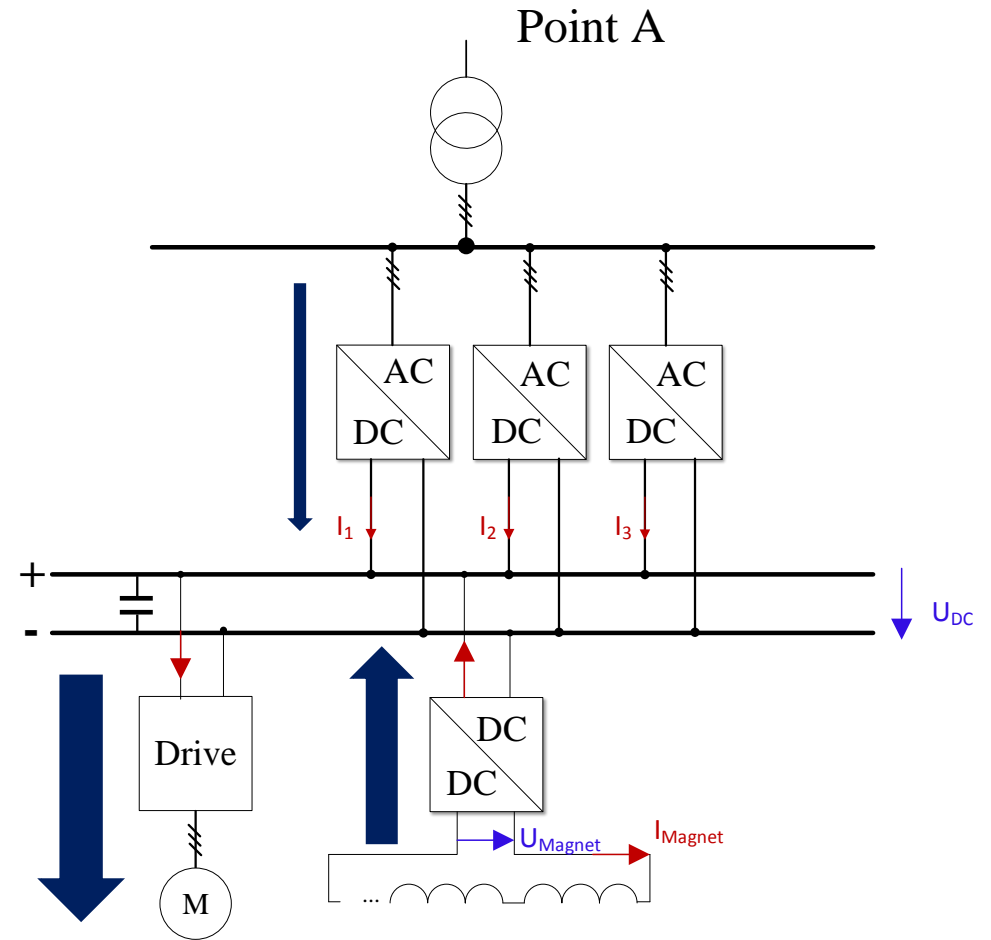 Point A
AC
DC
AC
DC
AC
DC
I1
I2
I3
+
-
UDC
Drive
DC
DC
UMagnet
IMagnet
...
M